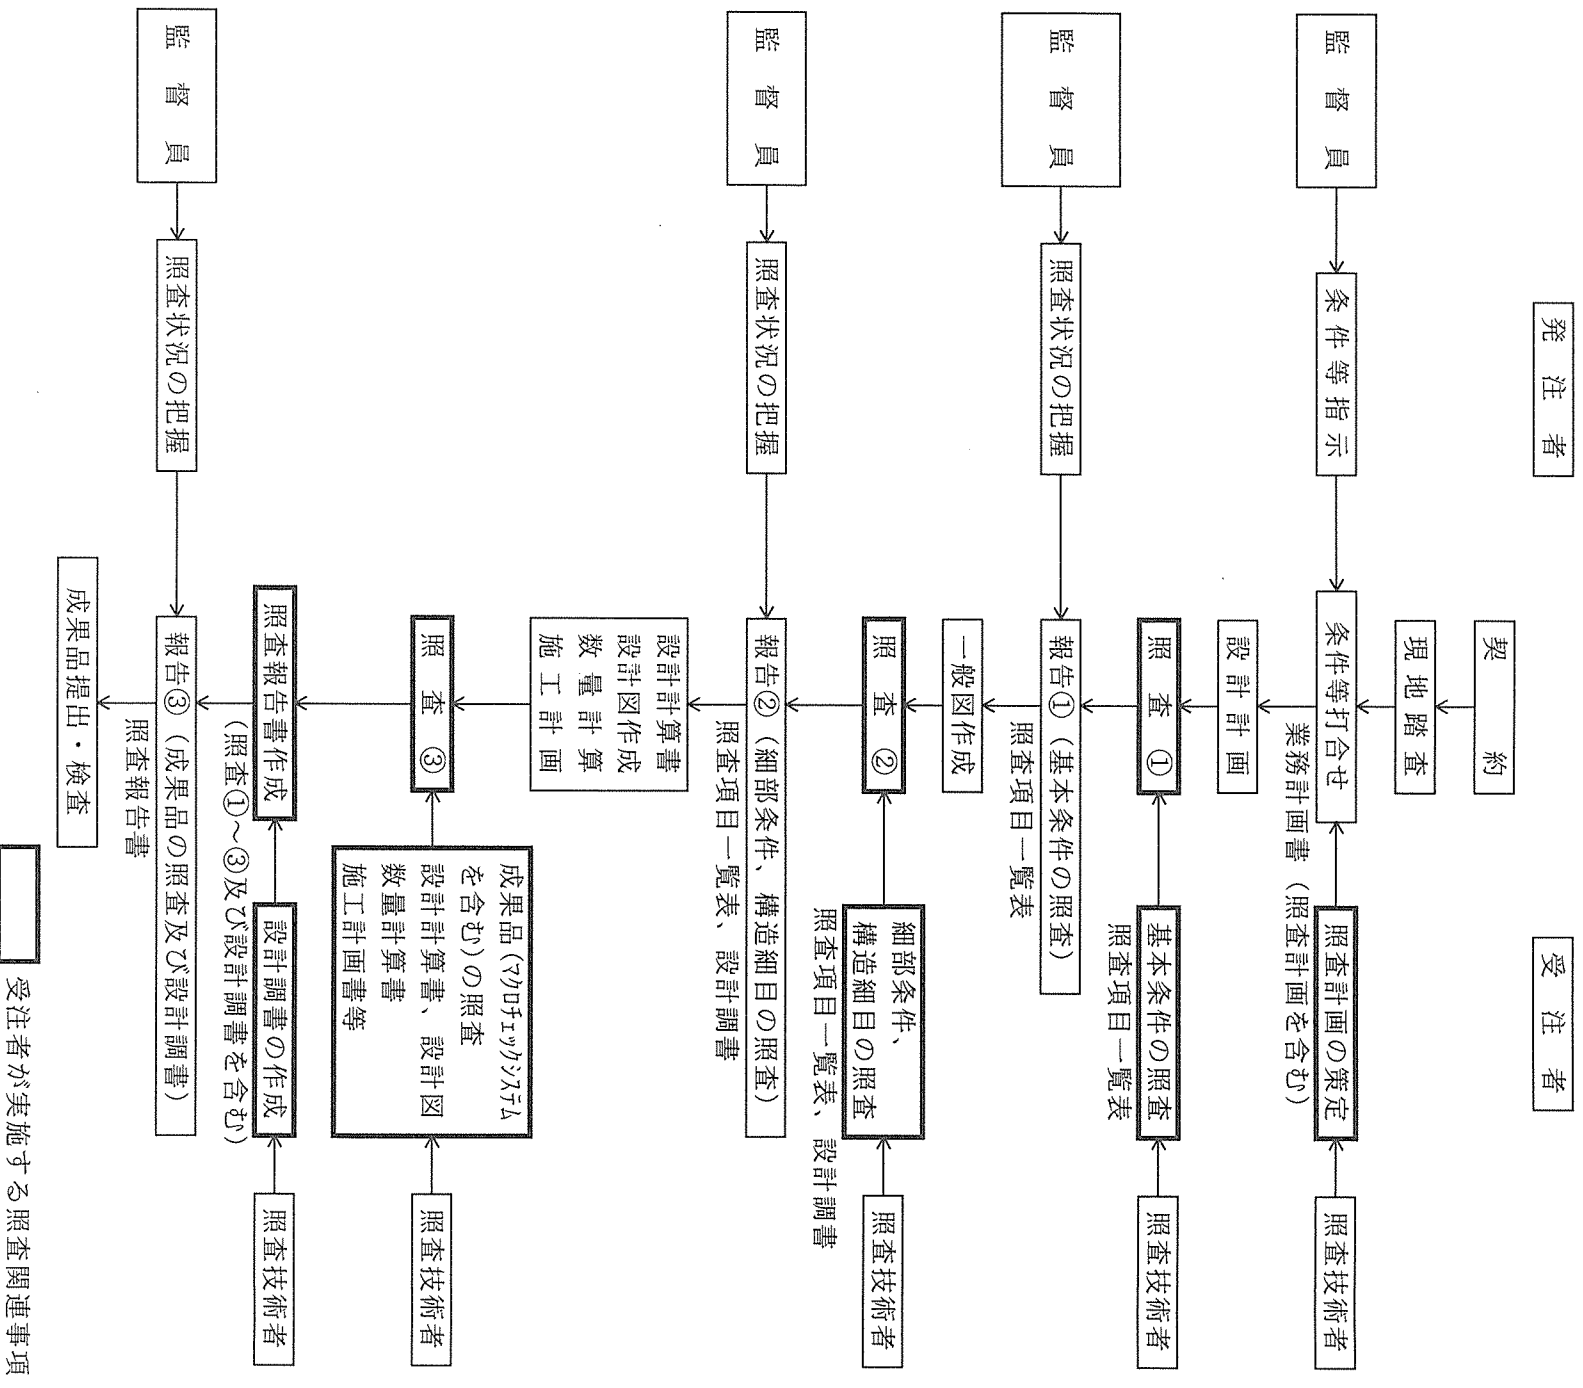 発 注 者
受 注 者
契 約
現 地 踏 査
監 督 員
条 件 等 指 示
条 件 等 打 合 せ
照査計画の策定
照査技術者
業務計画書（照査計画を含む）
設 計 計 画
照 査 ①
基本条件の照査
照査技術者
照査項目一覧表
監 督 員
照査状況の把握
報告①（基本条件の照査）
照査項目一覧表
一般図作成
照 査 ②
細部条件、
構造細目の照査
照査技術者
照査項目一覧表、設計調書
監 督 員
照査状況の把握
報告②（細部条件、構造細目の照査）
照査項目一覧表、設計調書
設計計算書
設計図作成
数 量 計 算
施 工 計 画
照 査 ③
成果品(ﾏｸﾛﾁｪｯｸｼｽﾃﾑ
を含む)の照査
設計計算書、設計図
数量計算書
施工計画書等
照査技術者
照査報告書作成
設計調書の作成
照査技術者
(照査①～③及び設計調書を含む)
監 督 員
照査状況の把握
報告③（成果品の照査及び設計調書）
照査報告書
成果品提出・検査
受注者が実施する照査関連事項